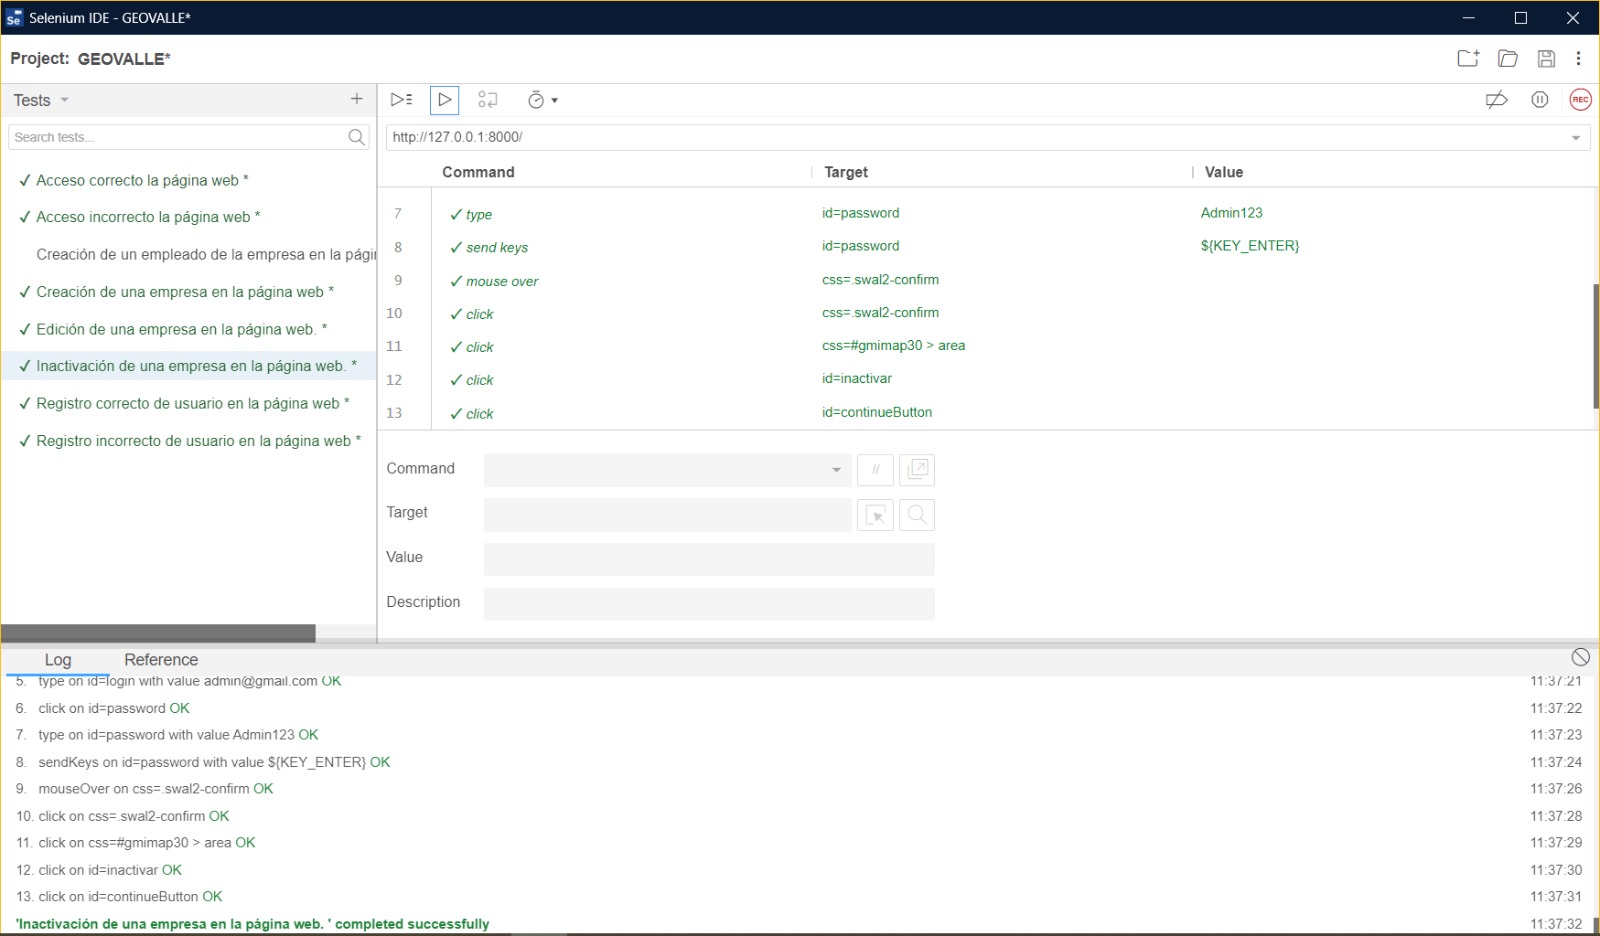 Selenium IDE - GEOVALLE*
Project: GEOVALLE*
Tests
Search tests...
✓ Acceso correcto la página web *
✓ Acceso incorrecto la página web *
Creación de un empleado de la empresa en la pági
✓ Creación de una empresa en la página web *
✓ Edición de una empresa en la página web. *
✓ Inactivación de una empresa en la página web. *
✓ Registro correcto de usuario en la página web *
✓ Registro incorrecto de usuario en la página web *
REC
http://127.0.0.1:8000/
Command Target Value
7 ✓ type id=password Admin123
8 ✓ send keys id=password ${KEY_ENTER}
9 ✓ mouse over css=.swal2-confirm
10 ✓ click css=.swal2-confirm
11 ✓ click css=#gmimap30 > area
12 ✓ click id=inactivar
13 ✓ click id=continueButton
Command //
Target
Value
Description
Log Reference
5. type on id=login with value admin@gmail.com OK 11:37:21
6. click on id=password OK 11:37:22
7. type on id=password with value Admin123 OK 11:37:23
8. sendKeys on id=password with value ${KEY_ENTER} OK 11:37:24
9. mouseOver on css=.swal2-confirm OK 11:37:26
10. click on css=.swal2-confirm OK 11:37:28
11. click on css=#gmimap30 > area OK 11:37:29
12. click on id=inactivar OK 11:37:30
13. click on id=continueButton OK 11:37:31
'Inactivación de una empresa en la página web. ' completed successfully 11:37:32